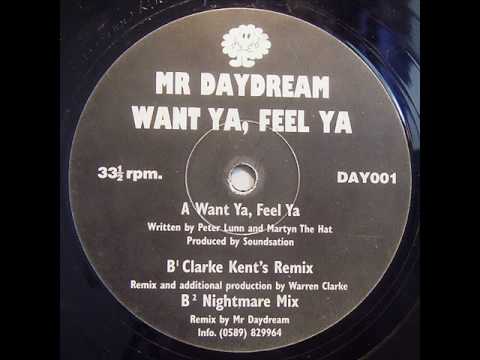 MR DAYDREAM
WANT YA, FEEL YA
33½ rpm.
DAY001
A Want Ya, Feel Ya
Written by Peter Lunn and Martyn The Hat
Produced by Soundsation
B¹ Clarke Kent's Remix
Remix and additional production by Warren Clarke
B² Nightmare Mix
Remix by Mr Daydream
Info. (0589) 829964